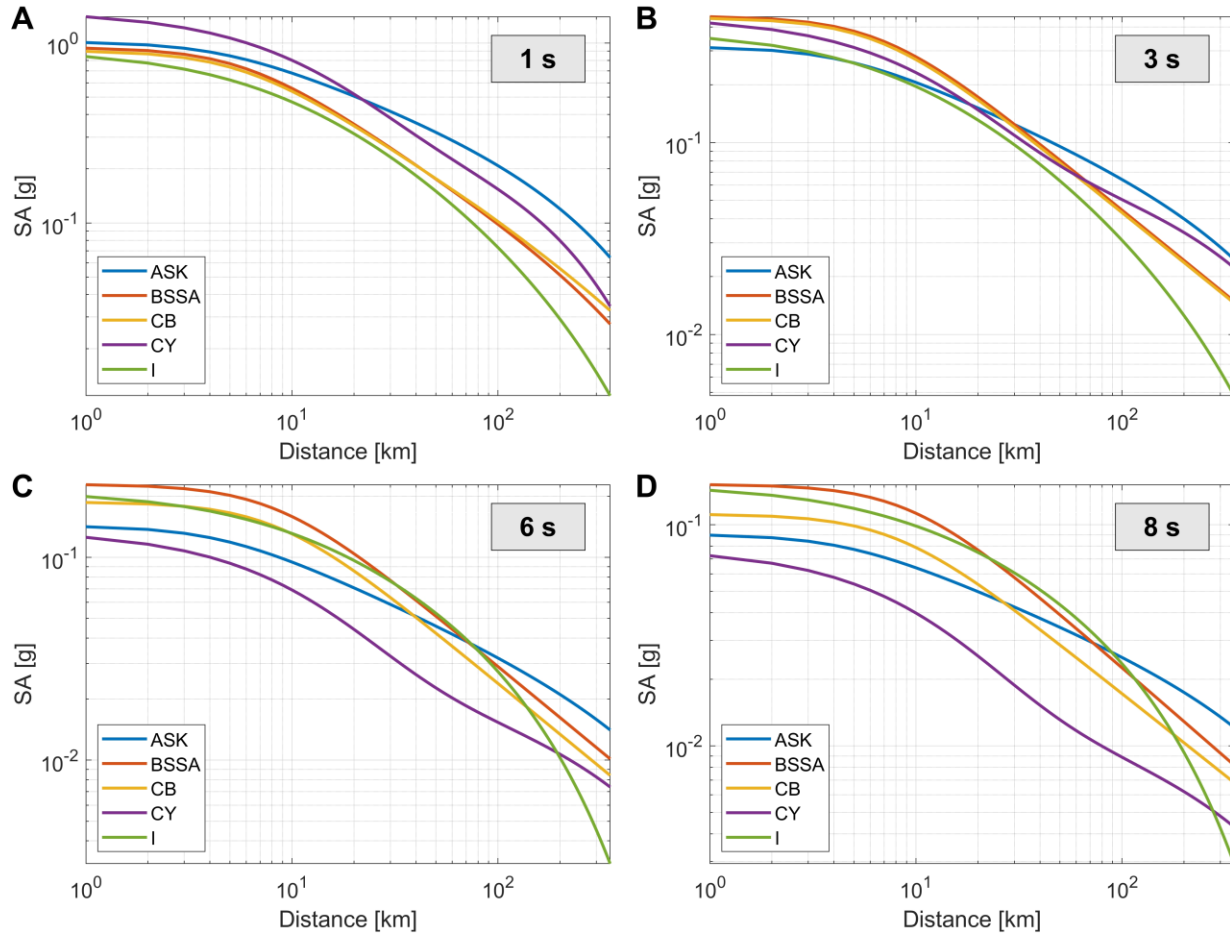 A
1 s
SA [g]
10^0
10^-1
ASK
BSSA
CB
CY
I
10^0
10^1
10^2
Distance [km]
B
3 s
SA [g]
10^-1
10^-2
ASK
BSSA
CB
CY
I
10^0
10^1
10^2
Distance [km]
C
6 s
SA [g]
10^-1
10^-2
ASK
BSSA
CB
CY
I
10^0
10^1
10^2
Distance [km]
D
8 s
SA [g]
10^-1
10^-2
ASK
BSSA
CB
CY
I
10^0
10^1
10^2
Distance [km]